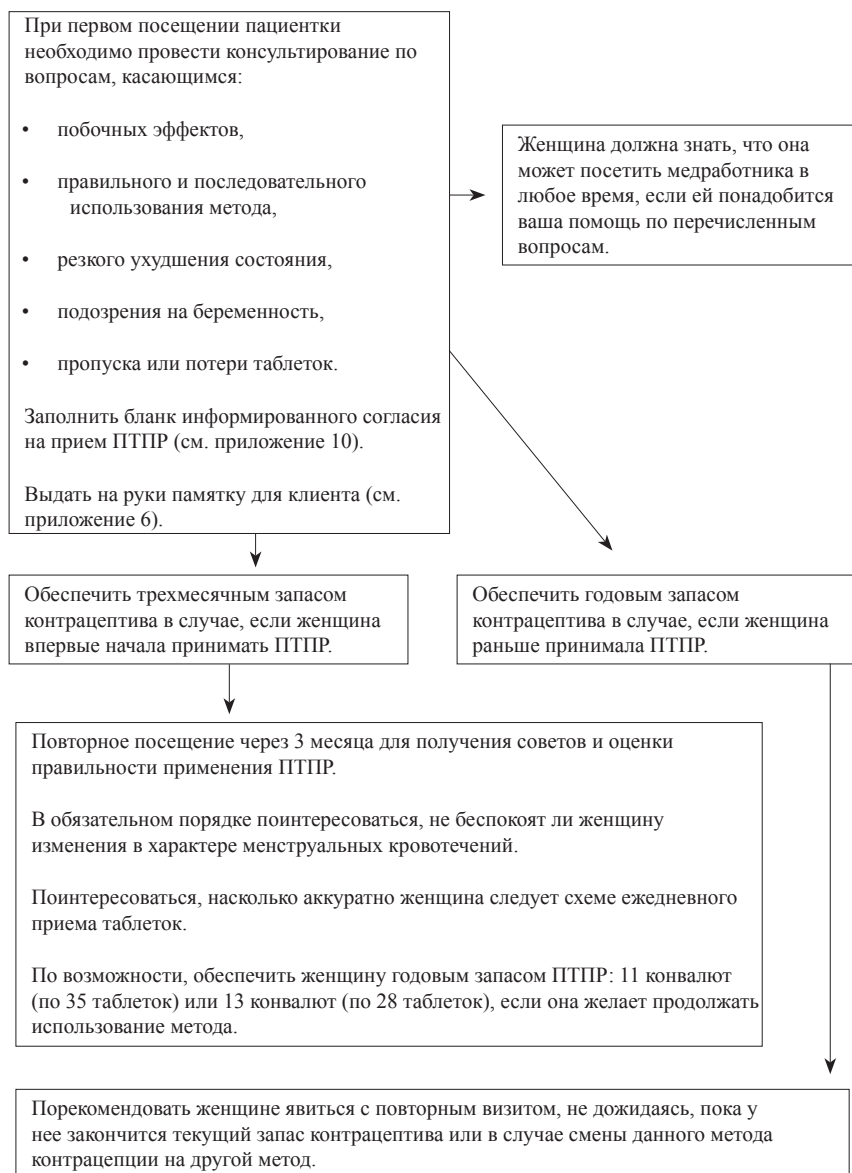 При первом посещении пациентки
необходимо провести консультирование по
вопросам, касающимся:
• побочных эффектов,
• правильного и последовательного
использования метода,
• резкого ухудшения состояния,
• подозрения на беременность,
• пропуска или потери таблеток.
Заполнить бланк информированного согласия
на прием ПТПР (см. приложение 10).
Выдать на руки памятку для клиента (см.
приложение 6).
Женщина должна знать, что она
может посетить медработника в
любое время, если ей понадобится
ваша помощь по перечисленным
вопросам.
Обеспечить трехмесячным запасом
контрацептива в случае, если женщина
впервые начала принимать ПТПР.
Обеспечить годовым запасом
контрацептива в случае, если женщина
раньше принимала ПТПР.
Повторное посещение через 3 месяца для получения советов и оценки
правильности применения ПТПР.
В обязательном порядке поинтересоваться, не беспокоят ли женщину
изменения в характере менструальных кровотечений.
Поинтересоваться, насколько аккуратно женщина следует схеме ежедневного
приема таблеток.
По возможности, обеспечить женщину годовым запасом ПТПР: 11 конвалют
(по 35 таблеток) или 13 конвалют (по 28 таблеток), если она желает продолжать
использование метода.
Порекомендовать женщине явиться с повторным визитом, не дожидаясь, пока у
нее закончится текущий запас контрацептива или в случае смены данного метода
контрацепции на другой метод.